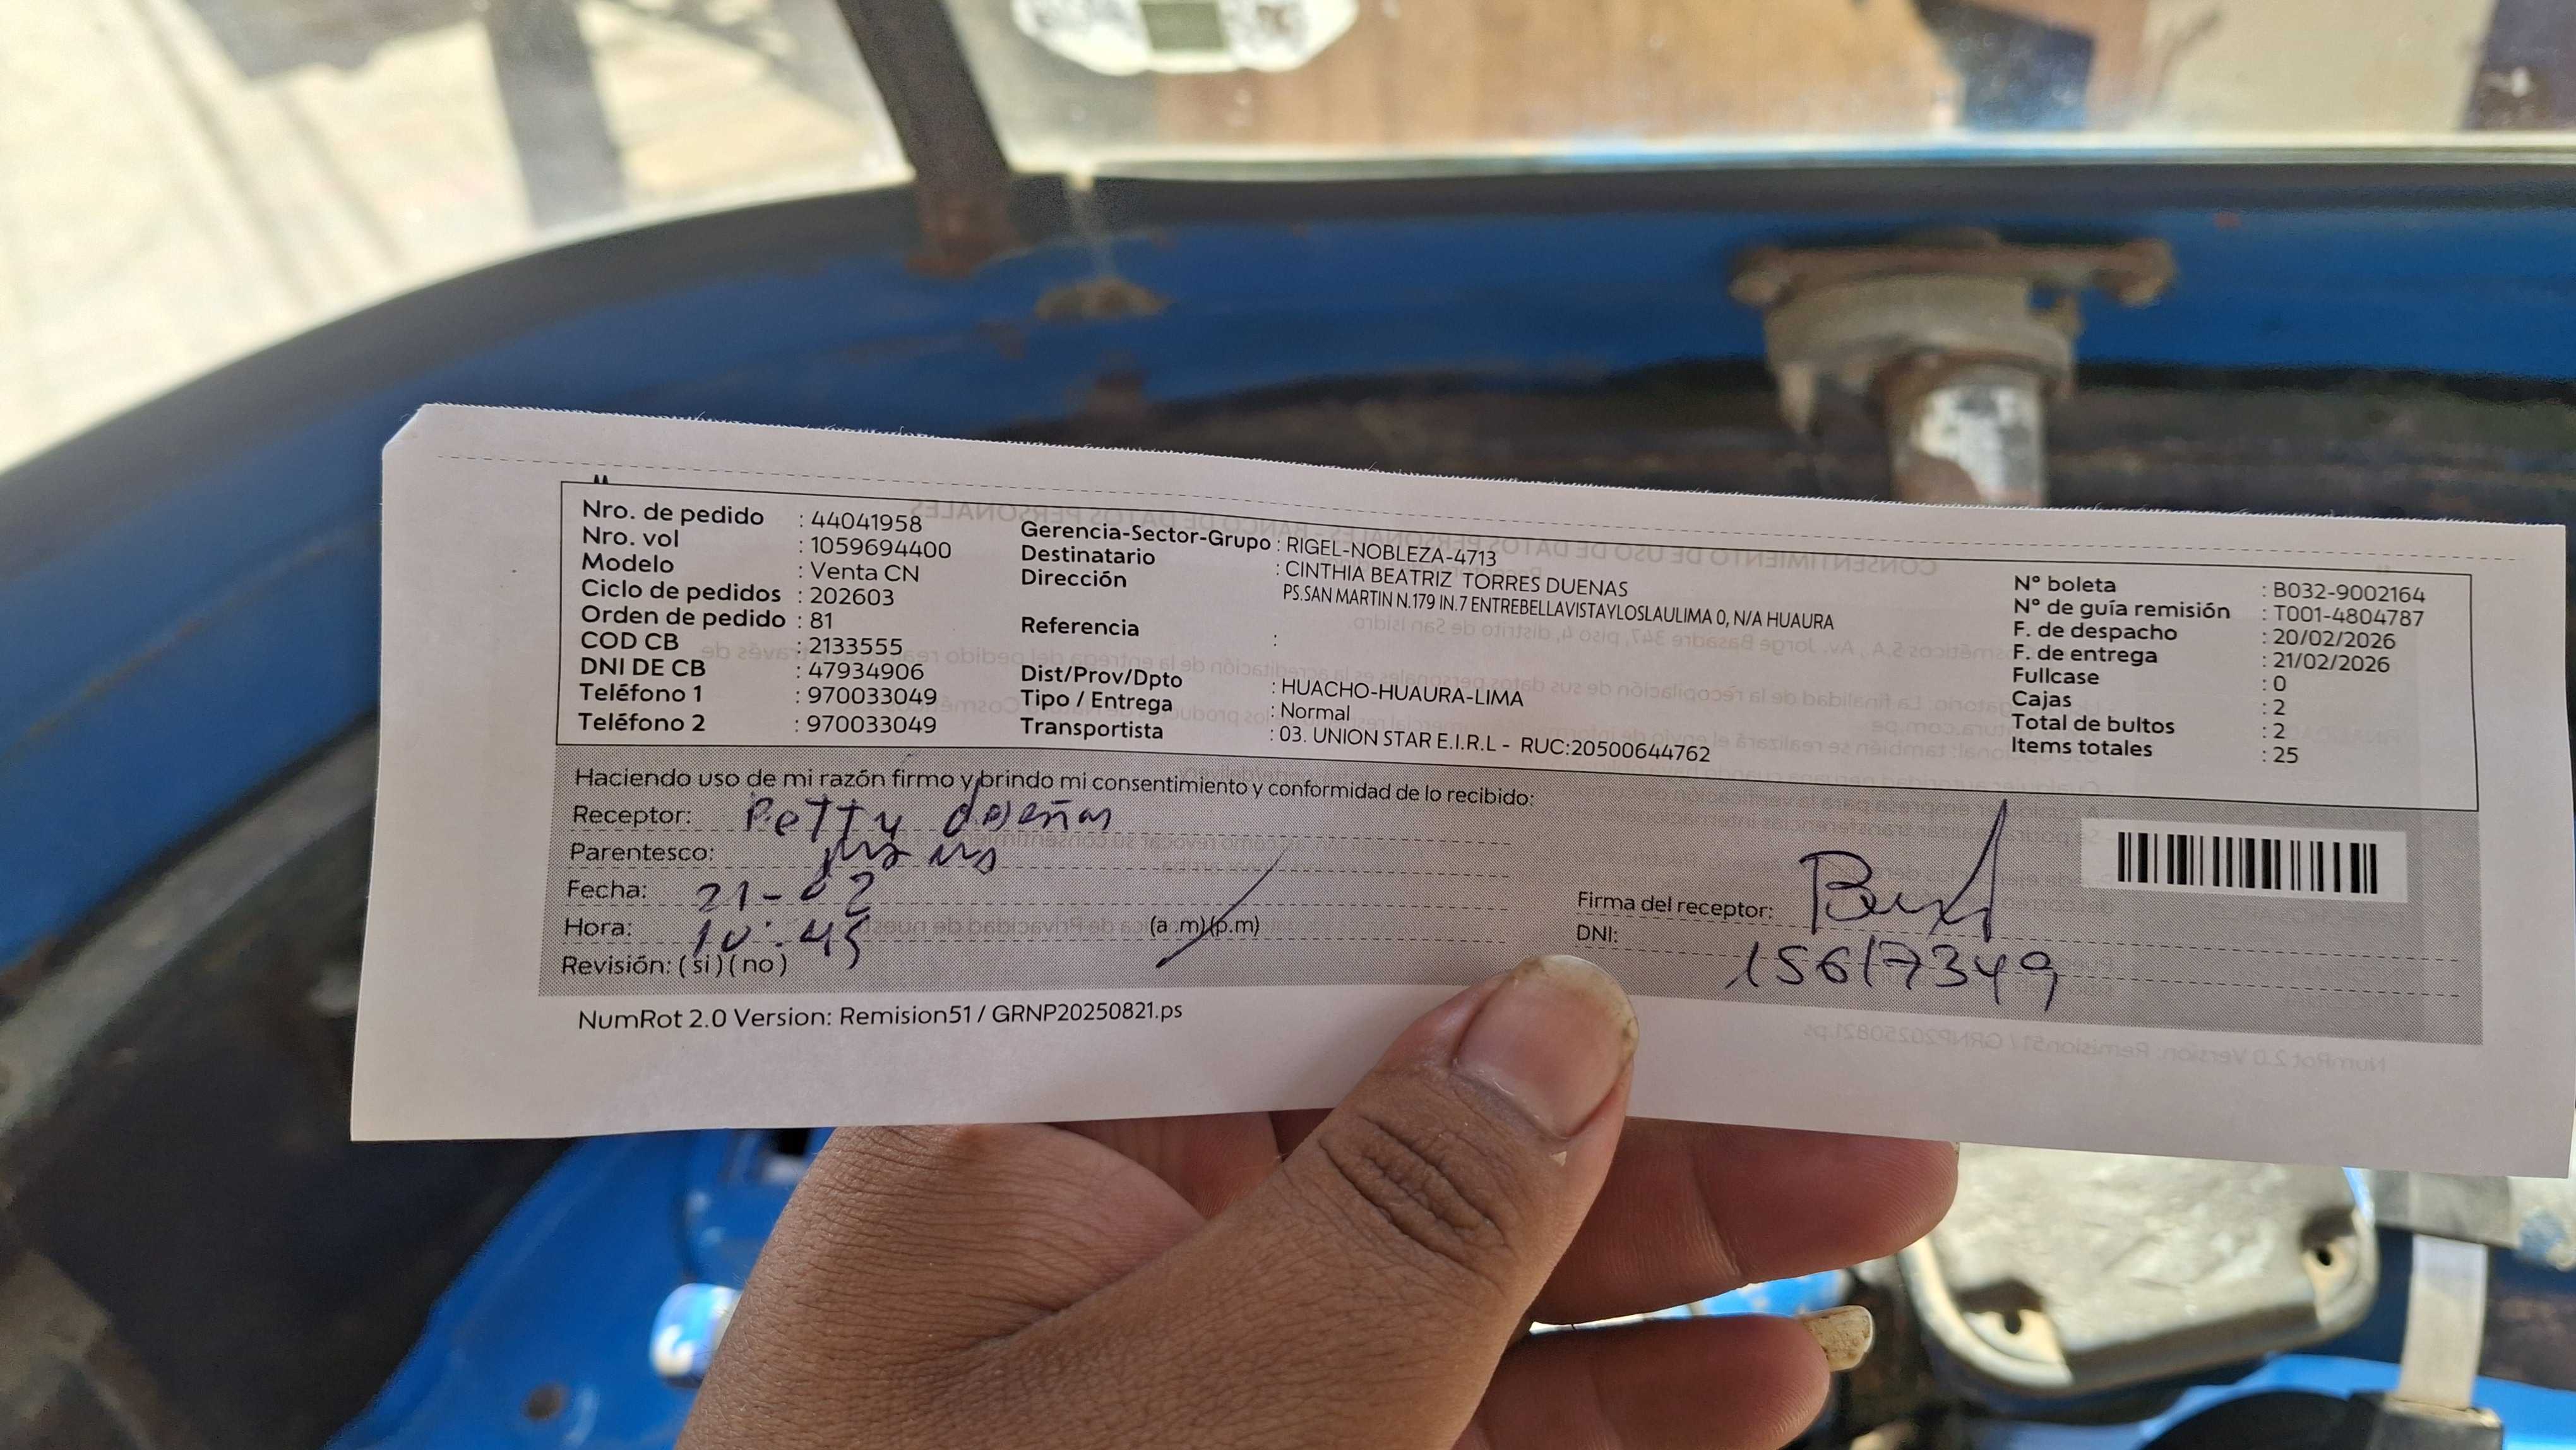 Nro. de pedido : 44041958
Nro. vol : 1059694400
Modelo : Venta CN
Ciclo de pedidos : 202603
Orden de pedido : 81
COD CB : 2133555
DNI DE CB : 47934906
Teléfono 1 : 970033049
Teléfono 2 : 970033049
Gerencia-Sector-Grupo : RIGEL-NOBLEZA-4713
Destinatario : CINTHIA BEATRIZ TORRES DUENAS
Dirección PS.SAN MARTIN N.179 IN.7 ENTREBELLAVISTAYLOSLAULIMA 0, N/A HUAURA
Referencia :
Dist/Prov/Dpto : HUACHO-HUAURA-LIMA
Tipo / Entrega : Normal
Transportista : 03. UNION STAR E.I.R.L - RUC:20500644762
N° boleta : B032-9002164
N° de guía remisión : T001-4804787
F. de despacho : 20/02/2026
F. de entrega : 21/02/2026
Fullcase : 0
Cajas : 2
Total de bultos : 2
Items totales : 25
Haciendo uso de mi razón firmo y brindo mi consentimiento y conformidad de lo recibido:
Receptor: Petty
Parentesco:
Fecha: 21-02
Hora: 10:45 (a.m)(p.m)
Revisión: (si)(no)
Firma del receptor:
DNI: 15617349
NumRot 2.0 Version: Remision51 / GRNP20250821.ps